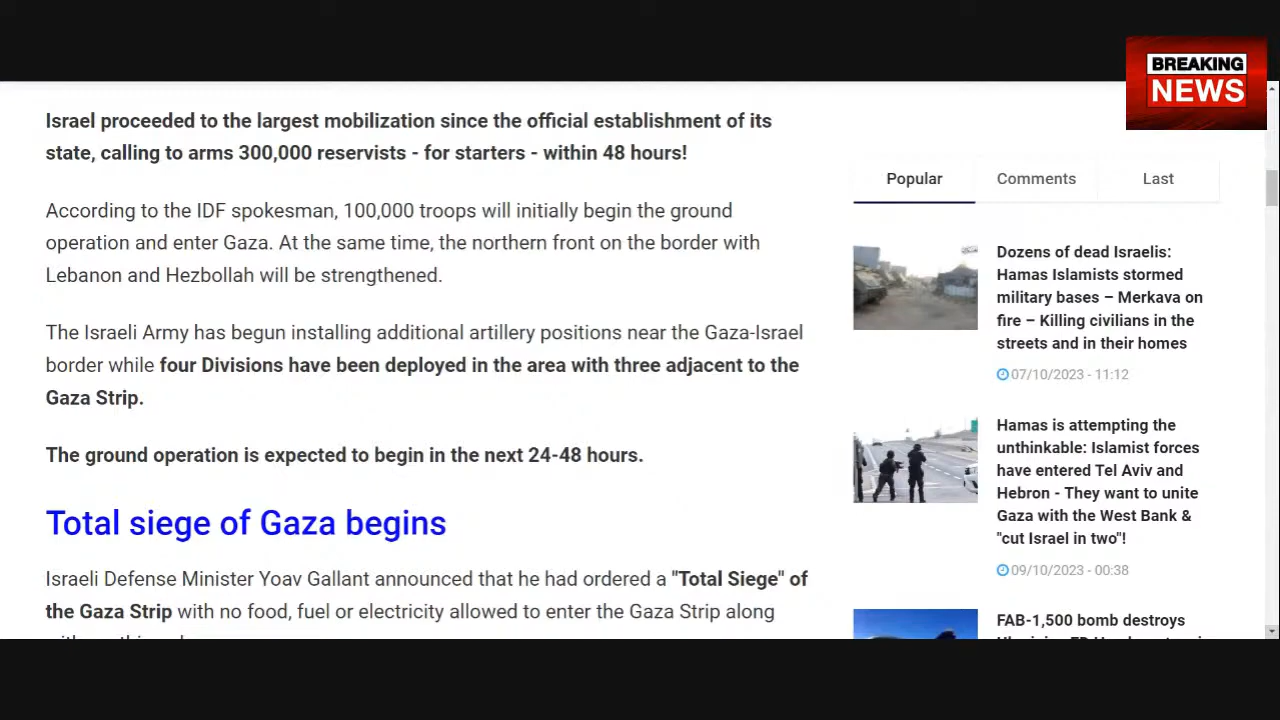 BREAKING
NEWS
Israel proceeded to the largest mobilization since the official establishment of its
state, calling to arms 300,000 reservists - for starters - within 48 hours!
According to the IDF spokesman, 100,000 troops will initially begin the ground
operation and enter Gaza. At the same time, the northern front on the border with
Lebanon and Hezbollah will be strengthened.
The Israeli Army has begun installing additional artillery positions near the Gaza-Israel
border while four Divisions have been deployed in the area with three adjacent to the
Gaza Strip.
The ground operation is expected to begin in the next 24-48 hours.
Total siege of Gaza begins
Israeli Defense Minister Yoav Gallant announced that he had ordered a "Total Siege" of
the Gaza Strip with no food, fuel or electricity allowed to enter the Gaza Strip along
Popular
Comments
Last
Dozens of dead Israelis:
Hamas Islamists stormed
military bases – Merkava on
fire – Killing civilians in the
streets and in their homes
07/10/2023 - 11:12
Hamas is attempting the
unthinkable: Islamist forces
have entered Tel Aviv and
Hebron - They want to unite
Gaza with the West Bank &
"cut Israel in two"!
09/10/2023 - 00:38
FAB-1,500 bomb destroys